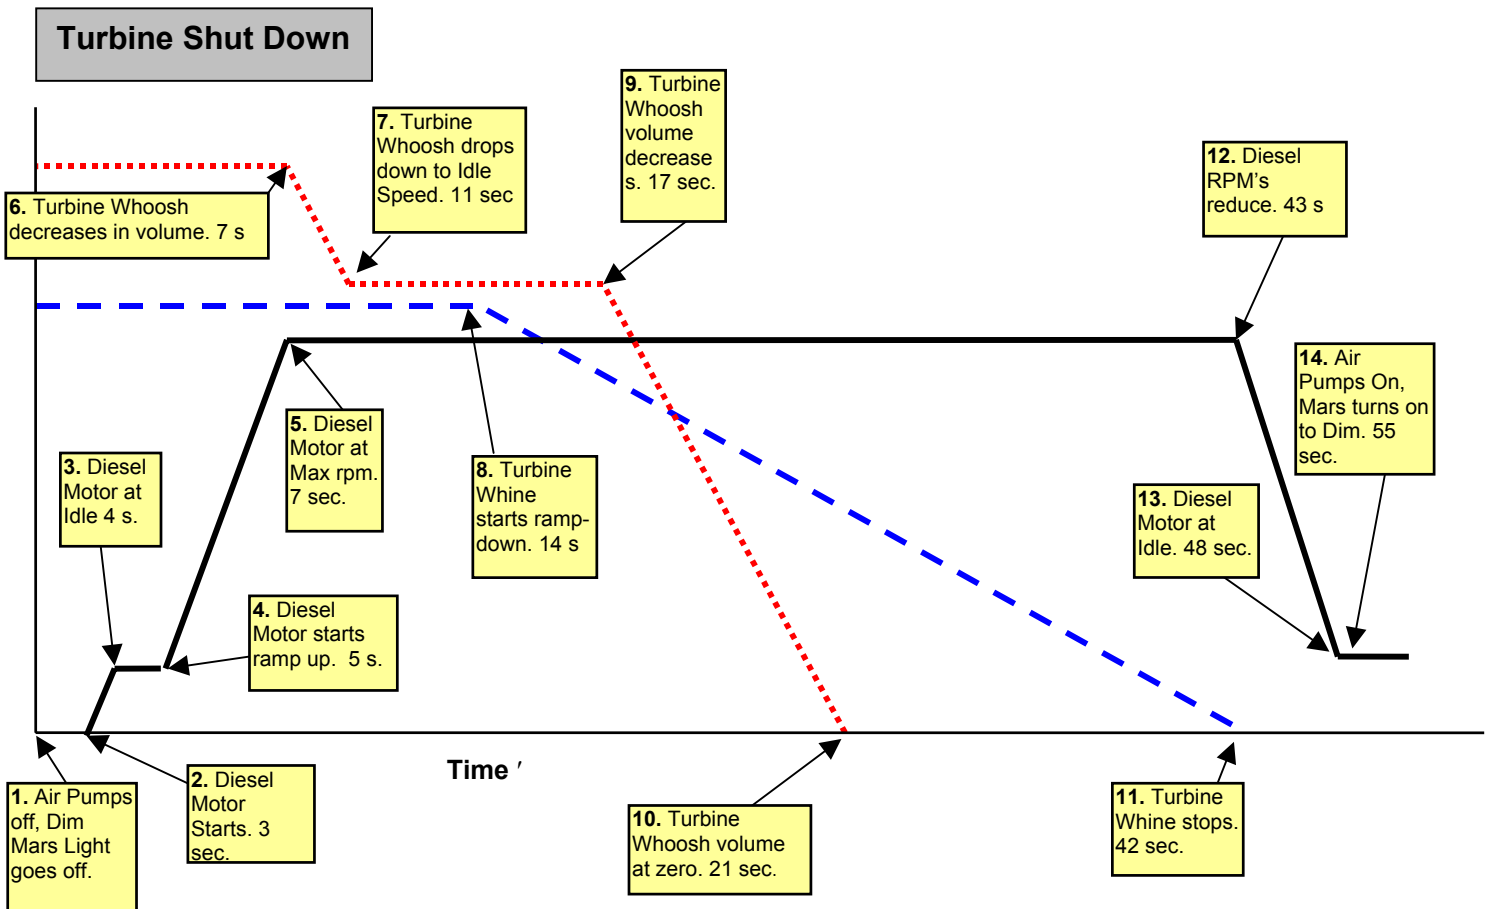 Turbine Shut Down
6. Turbine Whoosh
decreases in volume. 7 s
7. Turbine
Whoosh drops
down to Idle
Speed. 11 sec
9. Turbine
Whoosh
volume
decrease
s. 17 sec.
12. Diesel
RPM's
reduce. 43 s
14. Air
Pumps On,
Mars turns on
to Dim. 55
sec.
3. Diesel
Motor at
Idle 4 s.
5. Diesel
Motor at
Max rpm.
7 sec.
8. Turbine
Whine
starts ramp-
down. 14 s
13. Diesel
Motor at
Idle. 48 sec.
4. Diesel
Motor starts
ramp up. 5 s.
Time ′
1. Air Pumps
off, Dim
Mars Light
goes off.
2. Diesel
Motor
Starts. 3
sec.
10. Turbine
Whoosh volume
at zero. 21 sec.
11. Turbine
Whine stops.
42 sec.